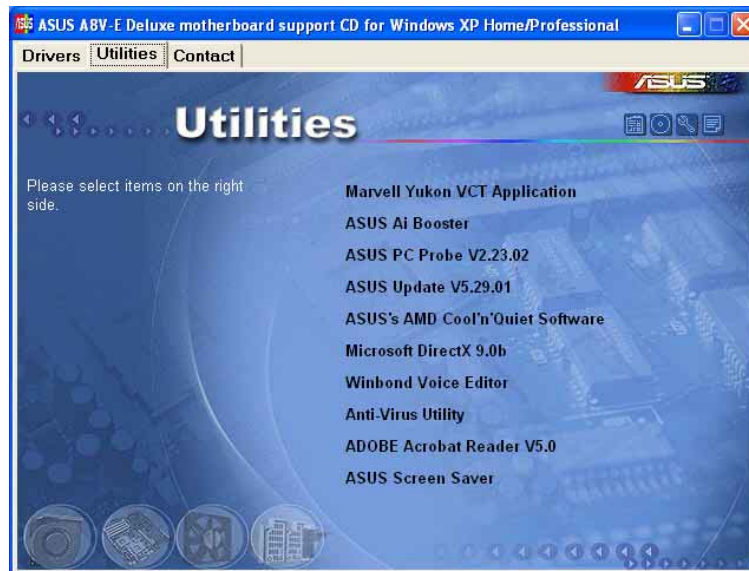 ASUS A8V-E Deluxe motherboard support CD for Windows XP Home/Professional
Drivers Utilities Contact
ASUS
Utilities
Please select items on the right
side.
Marvell Yukon VCT Application
ASUS Ai Booster
ASUS PC Probe V2.23.02
ASUS Update V5.29.01
ASUS's AMD Cool'n'Quiet Software
Microsoft DirectX 9.0b
Winbond Voice Editor
Anti-Virus Utility
ADOBE Acrobat Reader V5.0
ASUS Screen Saver